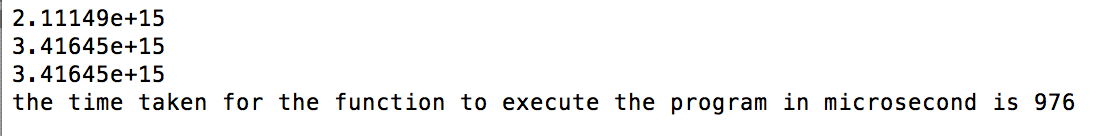 2.11149e+15
3.41645e+15
3.41645e+15
the time taken for the function to execute the program in microsecond is 976